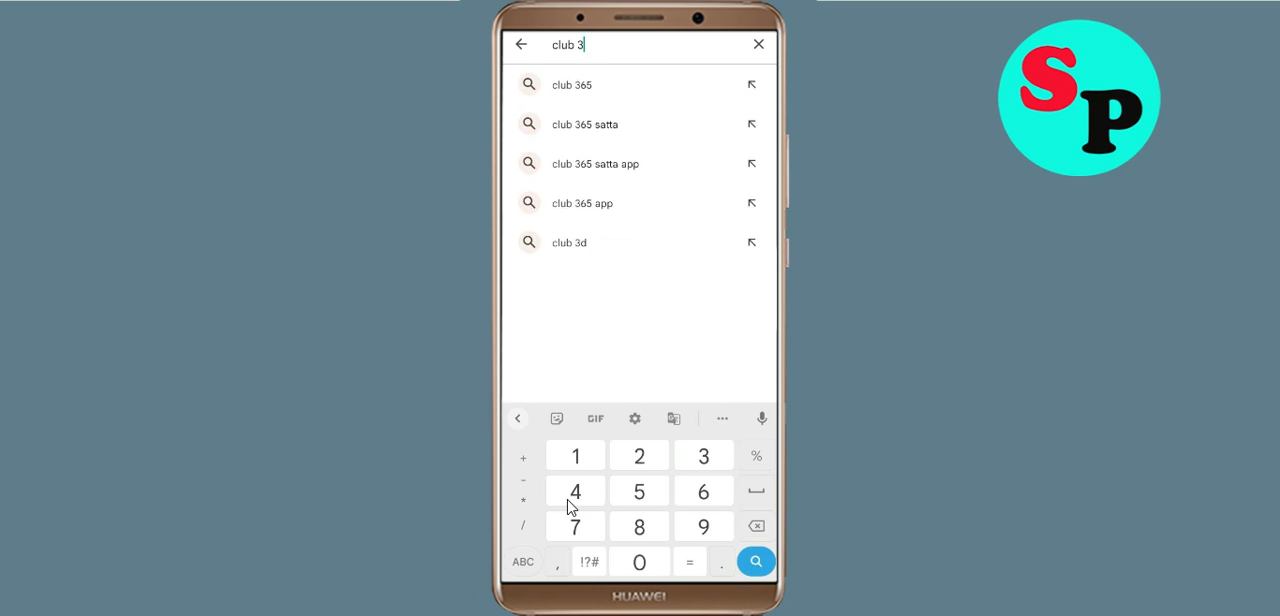 club 3
club 365
club 365 satta
club 365 satta app
club 365 app
club 3d
GIF
+ 1 2 3 %
- 4 5 6
*
/ 7 8 9
ABC , !?# 0 = .
HUAWEI
SP